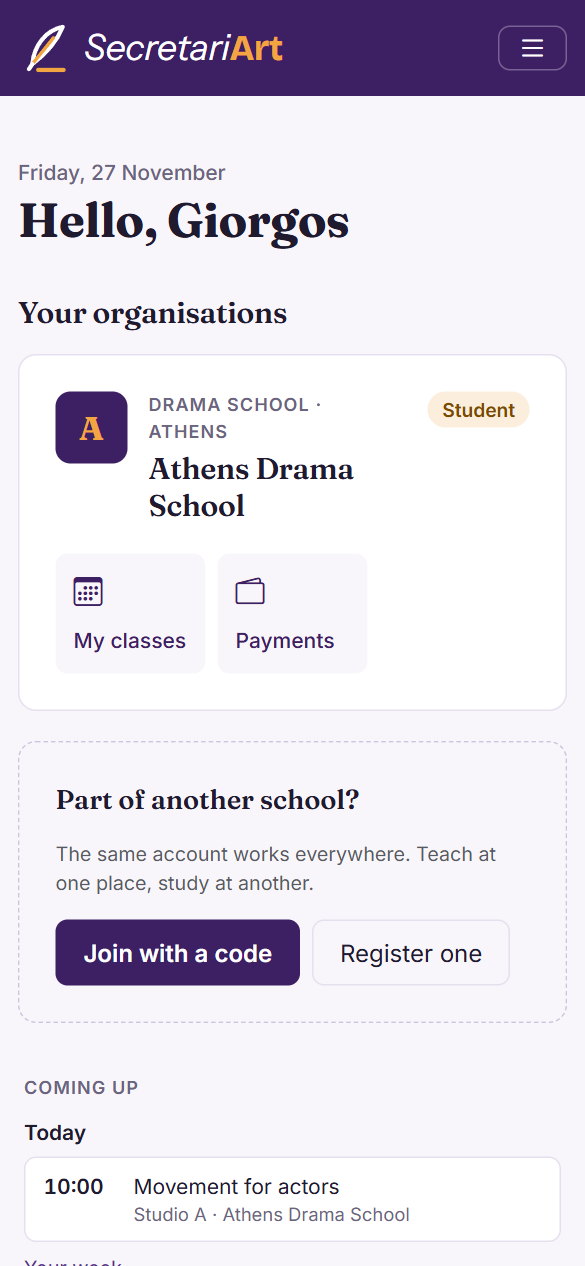 SecretariArt
Friday, 27 November
Hello, Giorgos
Your organisations
A
DRAMA SCHOOL ·
ATHENS
Student
Athens Drama
School
My classes
Payments
Part of another school?
The same account works everywhere. Teach at
one place, study at another.
Join with a code
Register one
COMING UP
Today
10:00
Movement for actors
Studio A · Athens Drama School
Your week